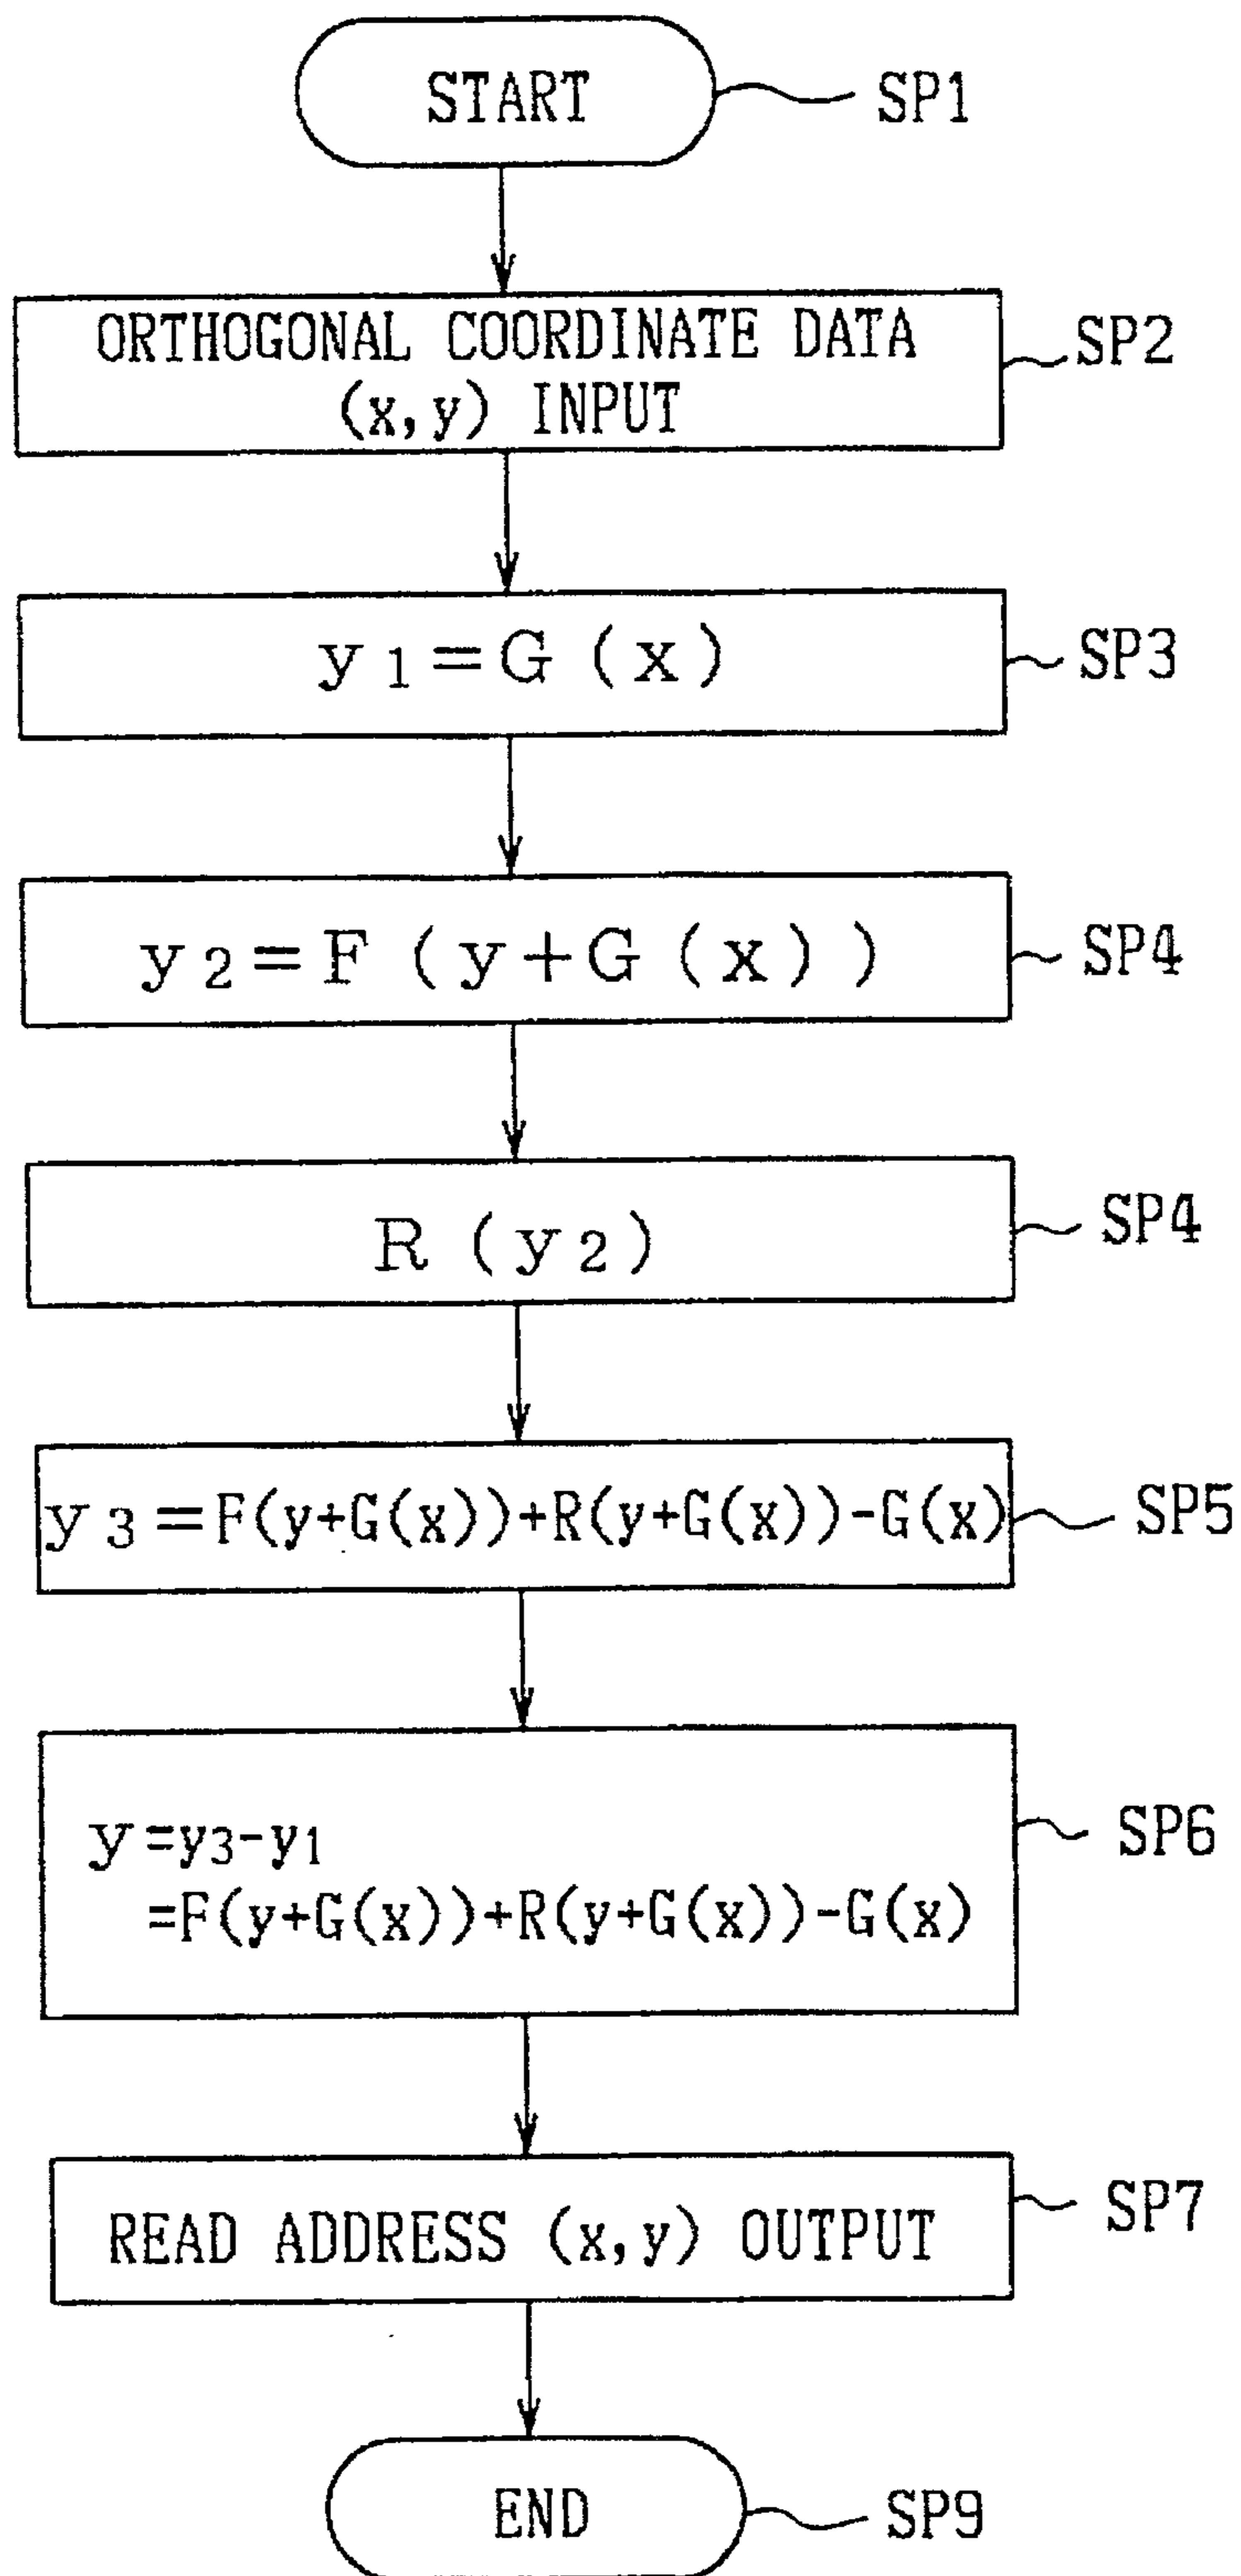 START SP1
ORTHOGONAL COORDINATE DATA SP2
(x,y) INPUT
y1=G(x) SP3
y2=F(y+G(x)) SP4
R(y2) SP4
y3=F(y+G(x))+R(y+G(x))-G(x) SP5
y=y3-y1 SP6
=F(y+G(x))+R(y+G(x))-G(x)
READ ADDRESS (x,y) OUTPUT SP7
END SP9